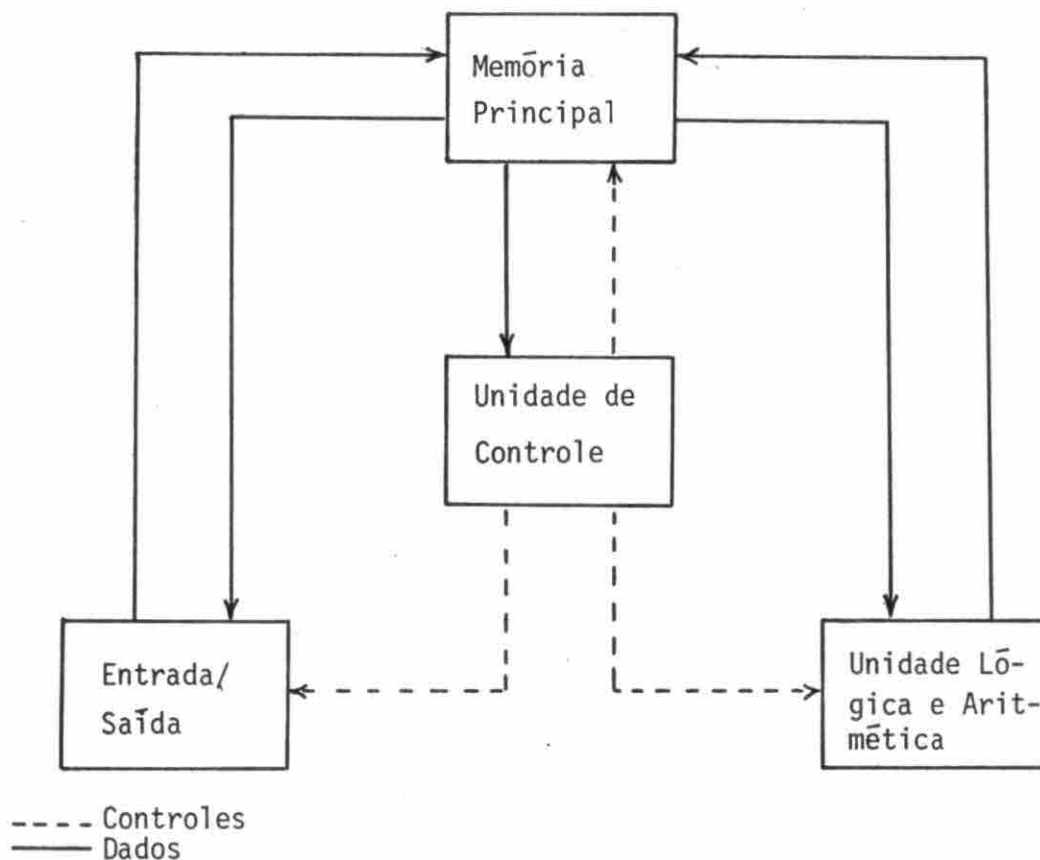 Memória
Principal
Unidade de
Controle
Entrada/
Saída
Unidade Ló-
gica e Arit-
mética
Controles
Dados